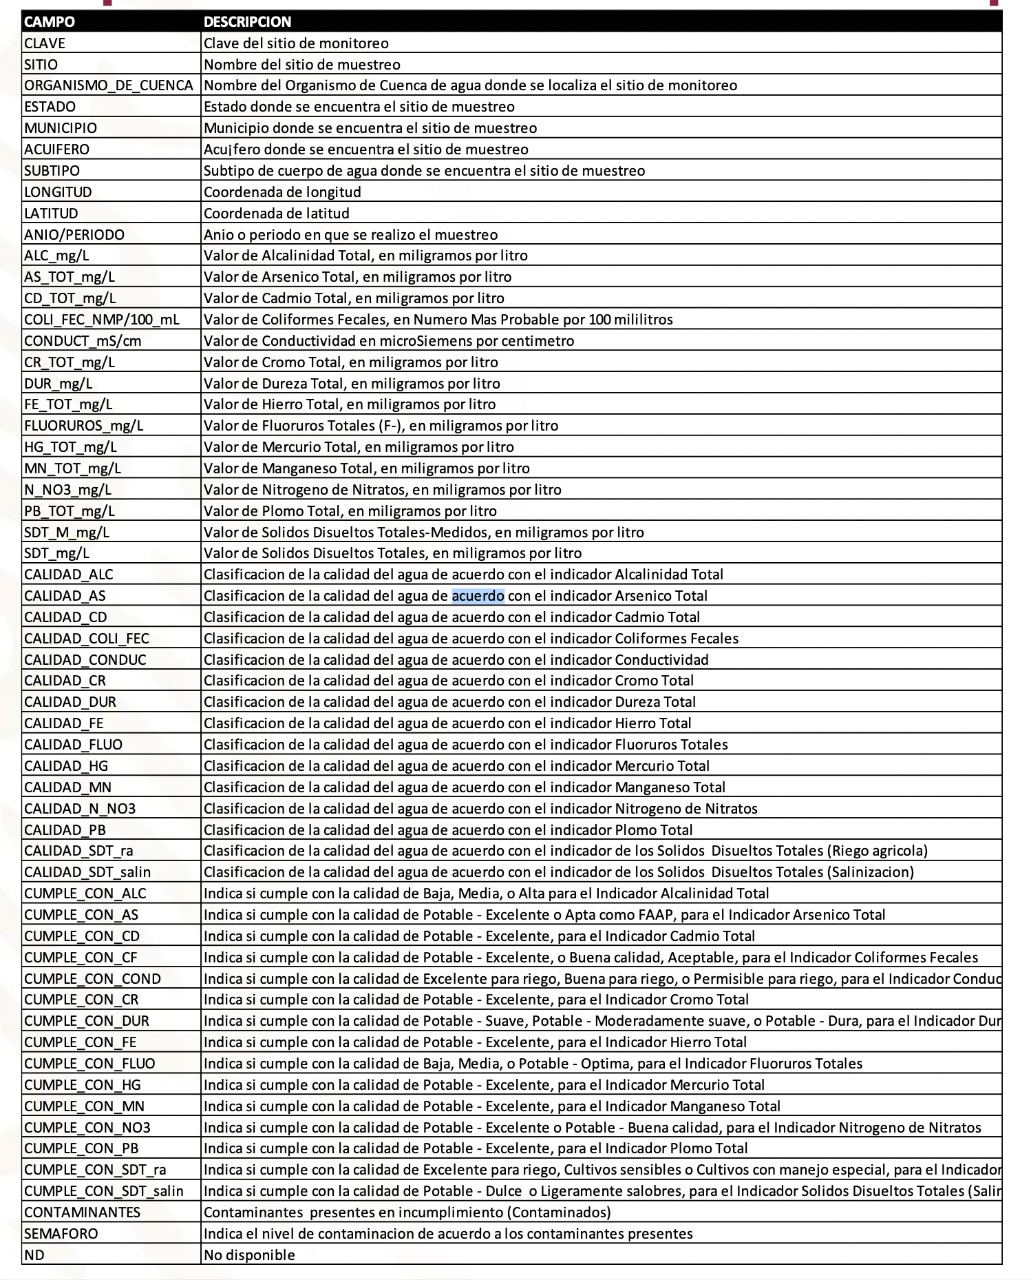 CAMPO DESCRIPCION
CLAVE Clave del sitio de monitoreo
SITIO Nombre del sitio de muestreo
ORGANISMO_DE_CUENCA Nombre del Organismo de Cuenca de agua donde se localiza el sitio de monitoreo
ESTADO Estado donde se encuentra el sitio de muestreo
MUNICIPIO Municipio donde se encuentra el sitio de muestreo
ACUIFERO Acu¡fero donde se encuentra el sitio de muestreo
SUBTIPO Subtipo de cuerpo de agua donde se encuentra el sitio de muestreo
LONGITUD Coordenada de longitud
LATITUD Coordenada de latitud
ANIO/PERIODO Anio o periodo en que se realizo el muestreo
ALC_mg/L Valor de Alcalinidad Total, en miligramos por litro
AS_TOT_mg/L Valor de Arsenico Total, en miligramos por litro
CD_TOT_mg/L Valor de Cadmio Total, en miligramos por litro
COLI_FEC_NMP/100_mL Valor de Coliformes Fecales, en Numero Mas Probable por 100 mililitros
CONDUCT_mS/cm Valor de Conductividad en microSiemens por centimetro
CR_TOT_mg/L Valor de Cromo Total, en miligramos por litro
DUR_mg/L Valor de Dureza Total, en miligramos por litro
FE_TOT_mg/L Valor de Hierro Total, en miligramos por litro
FLUORUROS_mg/L Valor de Fluoruros Totales (F-), en miligramos por litro
HG_TOT_mg/L Valor de Mercurio Total, en miligramos por litro
MN_TOT_mg/L Valor de Manganeso Total, en miligramos por litro
N_NO3_mg/L Valor de Nitrogeno de Nitratos, en miligramos por litro
PB_TOT_mg/L Valor de Plomo Total, en miligramos por litro
SDT_M_mg/L Valor de Solidos Disueltos Totales-Medidos, en miligramos por litro
SDT_mg/L Valor de Solidos Disueltos Totales, en miligramos por litro
CALIDAD_ALC Clasificacion de la calidad del agua de acuerdo con el indicador Alcalinidad Total
CALIDAD_AS Clasificacion de la calidad del agua de acuerdo con el indicador Arsenico Total
CALIDAD_CD Clasificacion de la calidad del agua de acuerdo con el indicador Cadmio Total
CALIDAD_COLI_FEC Clasificacion de la calidad del agua de acuerdo con el indicador Coliformes Fecales
CALIDAD_CONDUC Clasificacion de la calidad del agua de acuerdo con el indicador Conductividad
CALIDAD_CR Clasificacion de la calidad del agua de acuerdo con el indicador Cromo Total
CALIDAD_DUR Clasificacion de la calidad del agua de acuerdo con el indicador Dureza Total
CALIDAD_FE Clasificacion de la calidad del agua de acuerdo con el indicador Hierro Total
CALIDAD_FLUO Clasificacion de la calidad del agua de acuerdo con el indicador Fluoruros Totales
CALIDAD_HG Clasificacion de la calidad del agua de acuerdo con el indicador Mercurio Total
CALIDAD_MN Clasificacion de la calidad del agua de acuerdo con el indicador Manganeso Total
CALIDAD_N_NO3 Clasificacion de la calidad del agua de acuerdo con el indicador Nitrogeno de Nitratos
CALIDAD_PB Clasificacion de la calidad del agua de acuerdo con el indicador Plomo Total
CALIDAD_SDT_ra Clasificacion de la calidad del agua de acuerdo con el indicador de los Solidos Disueltos Totales (Riego agricola)
CALIDAD_SDT_salin Clasificacion de la calidad del agua de acuerdo con el indicador de los Solidos Disueltos Totales (Salinizacion)
CUMPLE_CON_ALC Indica si cumple con la calidad de Baja, Media, o Alta para el Indicador Alcalinidad Total
CUMPLE_CON_AS Indica si cumple con la calidad de Potable - Excelente o Apta como FAAP, para el Indicador Arsenico Total
CUMPLE_CON_CD Indica si cumple con la calidad de Potable - Excelente, para el Indicador Cadmio Total
CUMPLE_CON_CF Indica si cumple con la calidad de Potable - Excelente, o Buena calidad, Aceptable, para el Indicador Coliformes Fecales
CUMPLE_CON_COND Indica si cumple con la calidad de Excelente para riego, Buena para riego, o Permisible para riego, para el Indicador Conduc
CUMPLE_CON_CR Indica si cumple con la calidad de Potable - Excelente, para el Indicador Cromo Total
CUMPLE_CON_DUR Indica si cumple con la calidad de Potable - Suave, Potable - Moderadamente suave, o Potable - Dura, para el Indicador Dur
CUMPLE_CON_FE Indica si cumple con la calidad de Potable - Excelente, para el Indicador Hierro Total
CUMPLE_CON_FLUO Indica si cumple con la calidad de Baja, Media, o Potable - Optima, para el Indicador Fluoruros Totales
CUMPLE_CON_HG Indica si cumple con la calidad de Potable - Excelente, para el Indicador Mercurio Total
CUMPLE_CON_MN Indica si cumple con la calidad de Potable - Excelente, para el Indicador Manganeso Total
CUMPLE_CON_NO3 Indica si cumple con la calidad de Potable - Excelente o Potable - Buena calidad, para el Indicador Nitrogeno de Nitratos
CUMPLE_CON_PB Indica si cumple con la calidad de Potable - Excelente, para el Indicador Plomo Total
CUMPLE_CON_SDT_ra Indica si cumple con la calidad de Excelente para riego, Cultivos sensibles o Cultivos con manejo especial, para el Indicador
CUMPLE_CON_SDT_salin Indica si cumple con la calidad de Potable - Dulce o Ligeramente salobres, para el Indicador Solidos Disueltos Totales (Salir
CONTAMINANTES Contaminantes presentes en incumplimiento (Contaminados)
SEMAFORO Indica el nivel de contaminacion de acuerdo a los contaminantes presentes
ND No disponible